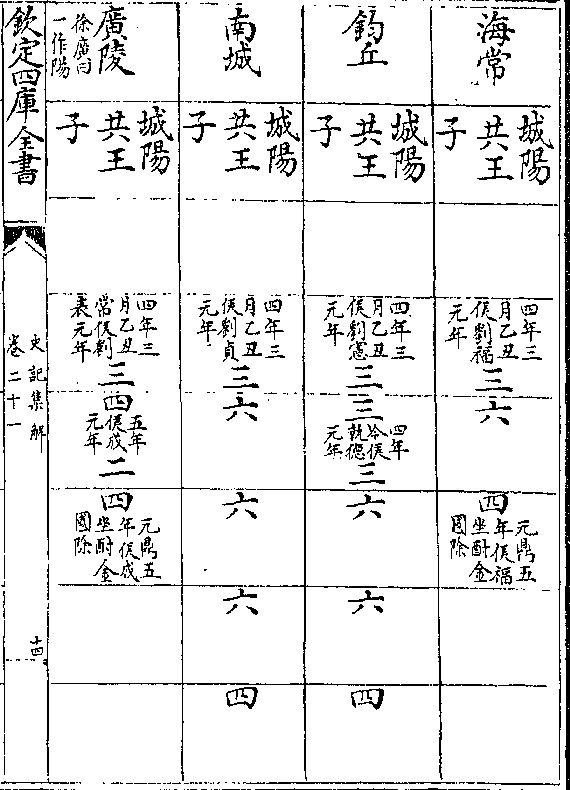 海常
城陽
共王
子
四年三
月乙丑
侯劉福
元年
三
六
四
元鼎五
年侯福
坐酎金
國除
鈞丘
城陽
共王
子
四年三
月乙丑
侯劉憲
元年
三
三
四年
今侯
執德
元年
三
六
六
四
南城
城陽
共王
子
四年三
月乙丑
侯劉貞
元年
三
六
六
六
四
廣陵
徐廣曰
一作陽
城陽
共王
子
四年三
月乙丑
常侯劉
表元年
三
四
五年
侯成
元年
二
四
元鼎五
年侯成
坐酎金
國除
欽定四庫全書
史記集解
卷二十一
十四